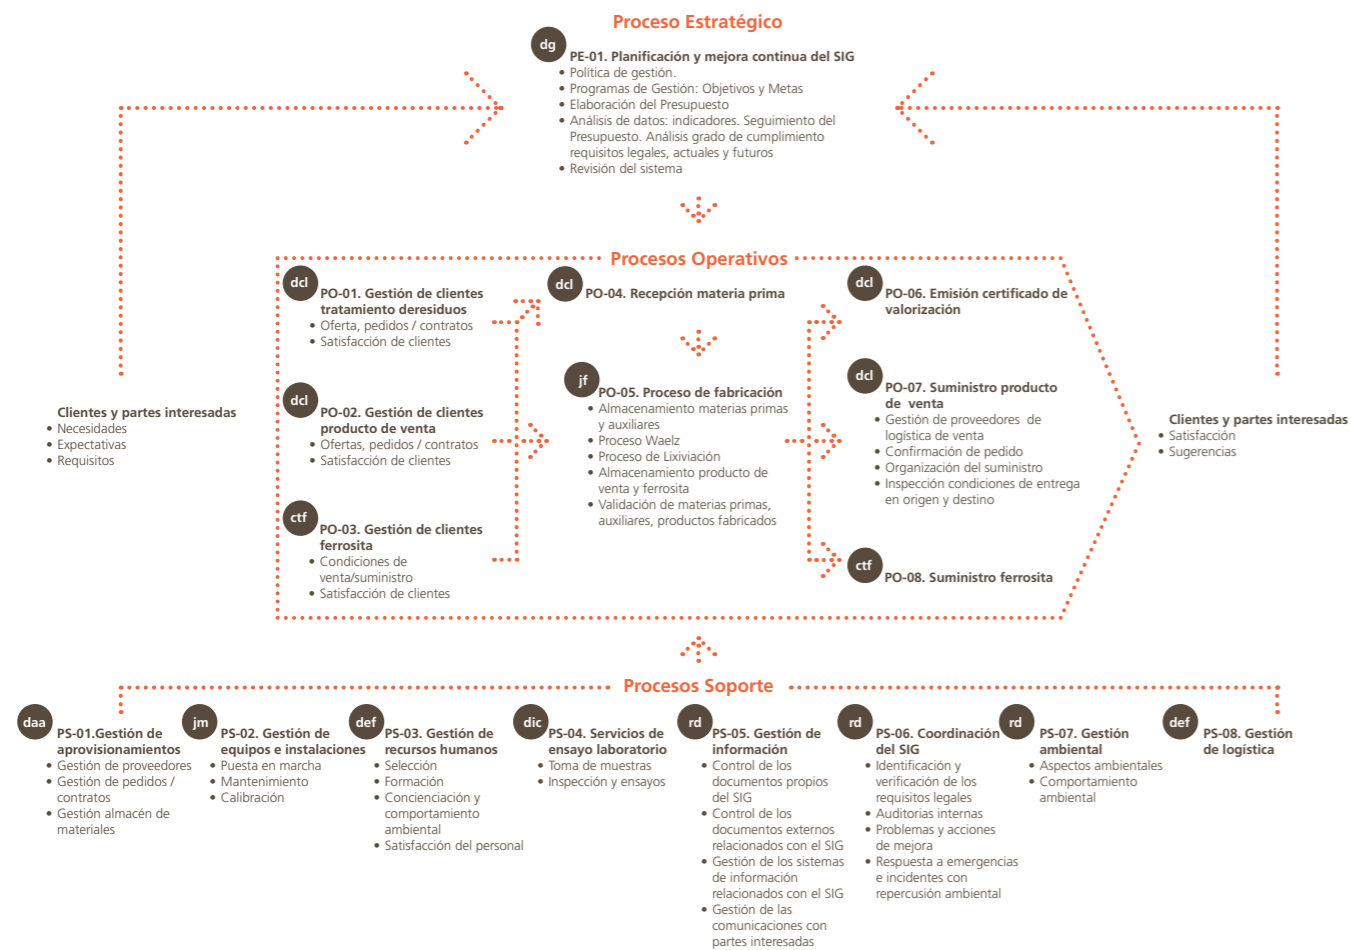 Proceso Estratégico
dg
PE-01. Planificación y mejora continua del SIG
• Política de gestión.
• Programas de Gestión: Objetivos y Metas
• Elaboración del Presupuesto
• Análisis de datos: indicadores. Seguimiento del
Presupuesto. Análisis grado de cumplimiento
requisitos legales, actuales y futuros
• Revisión del sistema
Clientes y partes interesadas
• Necesidades
• Expectativas
• Requisitos
Procesos Operativos
dcl
PO-01. Gestión de clientes
tratamiento deresiduos
• Oferta, pedidos / contratos
• Satisfacción de clientes
dcl
PO-02. Gestión de clientes
producto de venta
• Ofertas, pedidos / contratos
• Satisfacción de clientes
ctf
PO-03. Gestión de clientes
ferrosita
• Condiciones de
venta/suministro
• Satisfacción de clientes
dcl
PO-04. Recepción materia prima
jf
PO-05. Proceso de fabricación
• Almacenamiento materias primas
y auxiliares
• Proceso Waelz
• Proceso de Lixiviación
• Almacenamiento producto de
venta y ferrosita
• Validación de materias primas,
auxiliares, productos fabricados
dcl
PO-06. Emisión certificado de
valorización
dcl
PO-07. Suministro producto
de venta
• Gestión de proveedores de
logística de venta
• Confirmación de pedido
• Organización del suministro
• Inspección condiciones de entrega
en origen y destino
ctf
PO-08. Suministro ferrosita
Clientes y partes interesadas
• Satisfacción
• Sugerencias
Procesos Soporte
daa
PS-01.Gestión de
aprovisionamientos
• Gestión de proveedores
• Gestión de pedidos /
contratos
• Gestión almacén de
materiales
jm
PS-02. Gestión de
equipos e instalaciones
• Puesta en marcha
• Mantenimiento
• Calibración
def
PS-03. Gestión de
recursos humanos
• Selección
• Formación
• Concienciación y
comportamiento
ambiental
• Satisfacción del personal
dic
PS-04. Servicios de
ensayo laboratorio
• Toma de muestras
• Inspección y ensayos
rd
PS-05. Gestión de
información
• Control de los
documentos propios
del SIG
• Control de los
documentos externos
relacionados con el SIG
• Gestión de los sistemas
de información
relacionados con el SIG
• Gestión de las
comunicaciones con
partes interesadas
rd
PS-06. Coordinación
del SIG
• Identificación y
verificación de los
requisitos legales
• Auditorias internas
• Problemas y acciones
de mejora
• Respuesta a emergencias
e incidentes con
repercusión ambiental
rd
PS-07. Gestión
ambiental
• Aspectos ambientales
• Comportamiento
ambiental
def
PS-08. Gestión
de logística